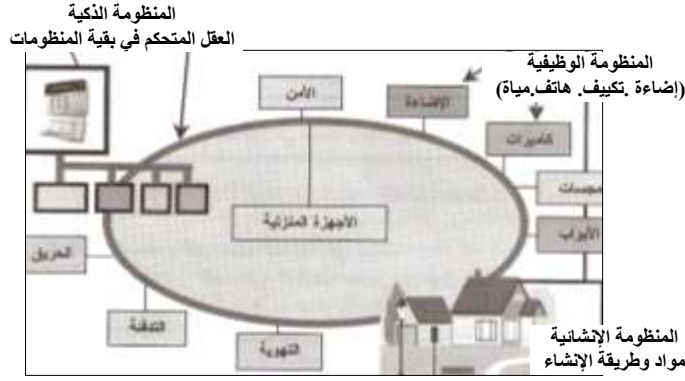 المنظومة الذكية
العقل المتحكم في بقية المنظومات
المنظومة الوظيفية
(إضاءة .تكييف. هاتف.مياة)
الأمن
الإضاءة
كاميرات
مجسات
الأجهزة المنزلية
الأبواب
الحريق
التدفئة
التهوية
المنظومة الإنشائية
مواد وطريقة الإنشاء